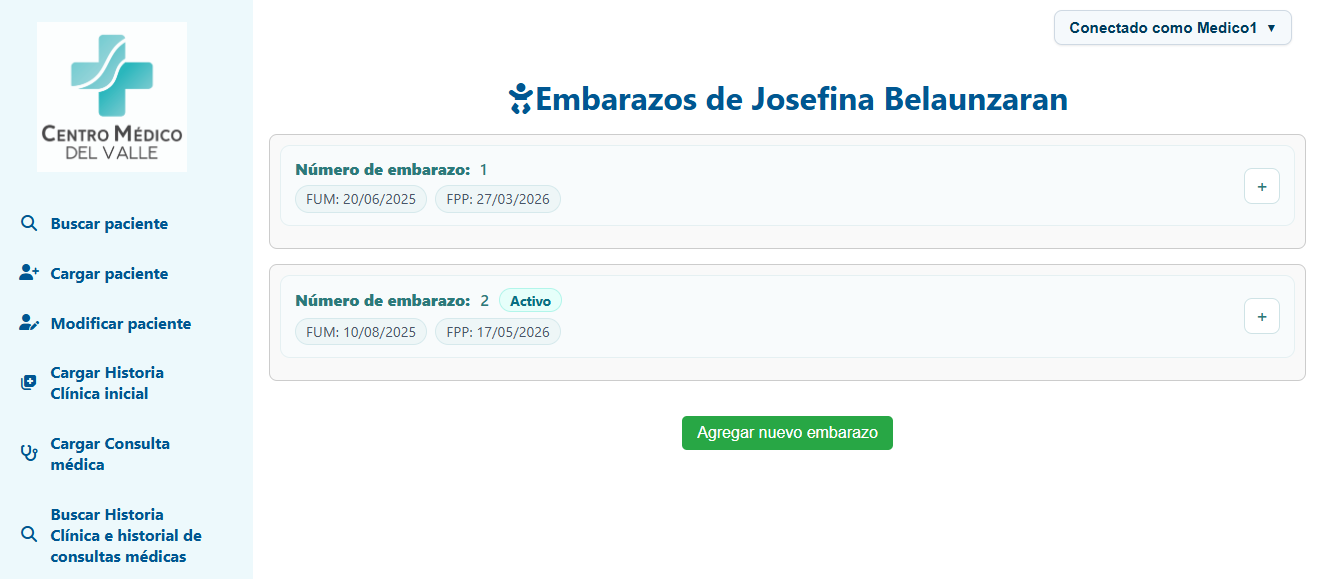 CENTRO MÉDICO
DEL VALLE
Buscar paciente
Cargar paciente
Modificar paciente
Cargar Historia
Clínica inicial
Cargar Consulta
médica
Buscar Historia
Clínica e historial de
consultas médicas
Conectado como Medico1 ▼
Embarazos de Josefina Belaunzaran
Número de embarazo: 1
FUM: 20/06/2025 FPP: 27/03/2026
+
Número de embarazo: 2 Activo
FUM: 10/08/2025 FPP: 17/05/2026
+
Agregar nuevo embarazo